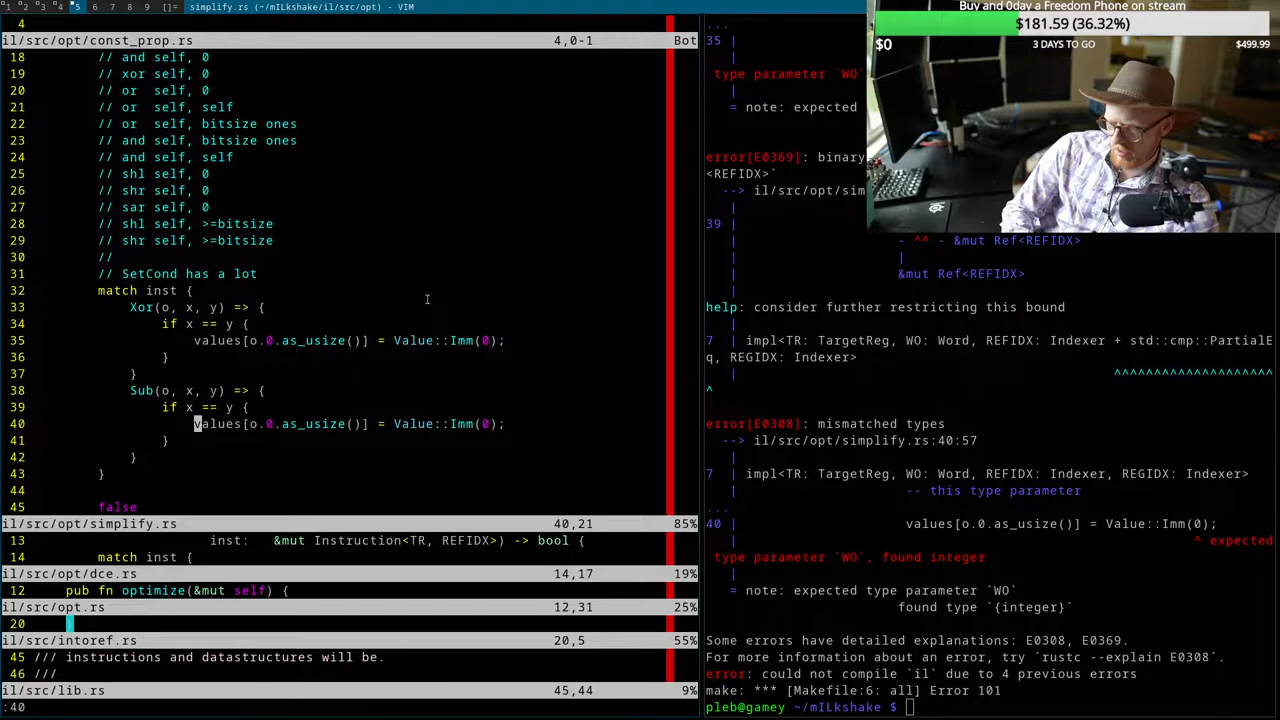 1 2 3 4 5 6 7 8 9 []= simplify.rs (~/mILkshake/il/src/opt) - VIM
4
il/src/opt/const_prop.rs 4,0-1 Bot
18 // and self, 0
19 // xor self, 0
20 // or  self, 0
21 // or  self, self
22 // or  self, bitsize ones
23 // and self, bitsize ones
24 // and self, self
25 // shl self, 0
26 // shr self, 0
27 // sar self, 0
28 // shl self, >=bitsize
29 // shr self, >=bitsize
30 //
31 // SetCond has a lot
32 match inst {
33 Xor(o, x, y) => {
34 if x == y {
35 values[o.0.as_usize()] = Value::Imm(0);
36 }
37 }
38 Sub(o, x, y) => {
39 if x == y {
40 values[o.0.as_usize()] = Value::Imm(0);
41 }
42 }
43 }
44
45 false
il/src/opt/simplify.rs 40,21 85%
13 inst:   &mut Instruction<TR, REFIDX>) -> bool {
14 match inst {
il/src/opt/dce.rs 14,17 19%
12 pub fn optimize(&mut self) {
il/src/opt.rs 12,31 25%
20 }
il/src/intoref.rs 20,5 55%
45 /// instructions and datastructures will be.
46 ///
il/src/lib.rs 45,44 9%
:40
...
35 |
|
type parameter `WO`
|
= note: expected
error[E0369]: binary
<REFIDX>`
--> il/src/opt/sim
|
39 |
| - ^^ - &mut Ref<REFIDX>
| |
| &mut Ref<REFIDX>
|
help: consider further restricting this bound
|
7 | impl<TR: TargetReg, WO: Word, REFIDX: Indexer + std::cmp::PartialE
q, REGIDX: Indexer>
| ^^^^^^^^^^^^^^^^^^^^
^
error[E0308]: mismatched types
--> il/src/opt/simplify.rs:40:57
|
7 | impl<TR: TargetReg, WO: Word, REFIDX: Indexer, REGIDX: Indexer>
| -- this type parameter
...
40 | values[o.0.as_usize()] = Value::Imm(0);
| ^ expected
type parameter `WO`, found integer
|
= note: expected type parameter `WO`
found type `{integer}`
Some errors have detailed explanations: E0308, E0369.
For more information about an error, try `rustc --explain E0308`.
error: could not compile `il` due to 4 previous errors
make: *** [Makefile:6: all] Error 101
pleb@gamey ~/mILkshake $
Buy and 0day a Freedom Phone on stream
$181.59 (36.32%)
$0 3 DAYS TO GO $499.99